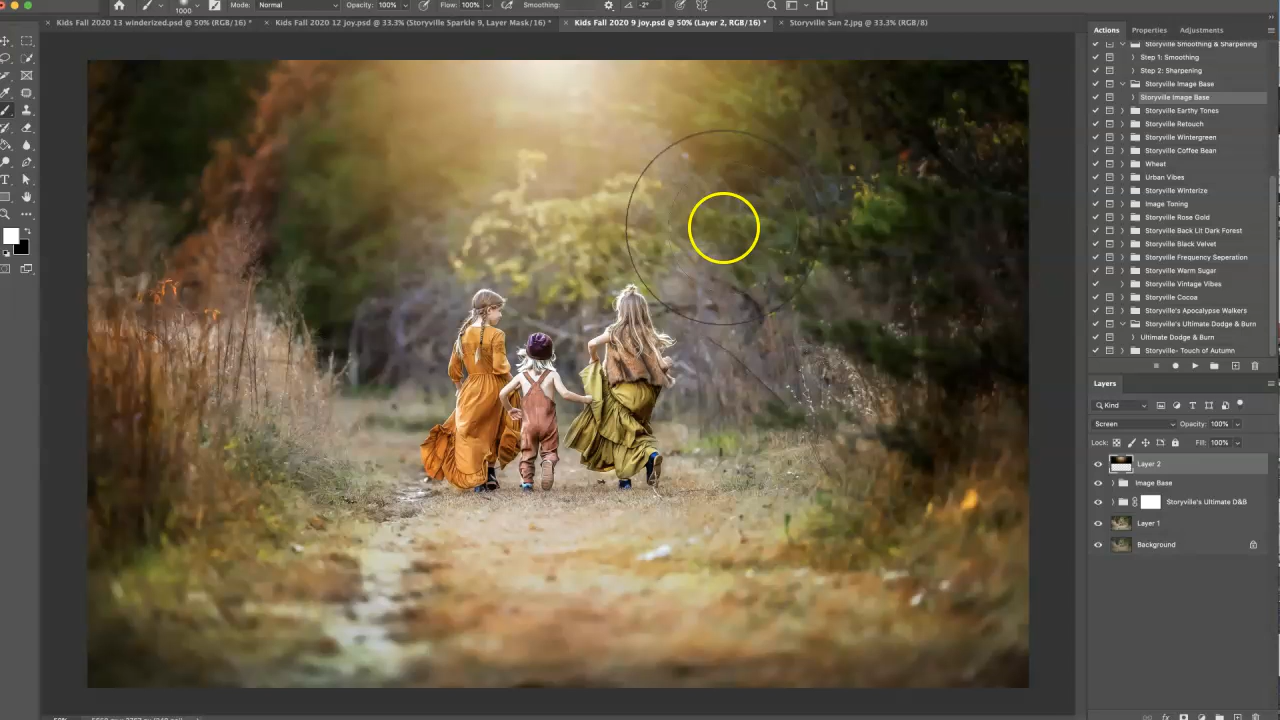 Mode: Normal Opacity: 100% Flow: 100% Smoothing: -2°
1000
Kids Fall 2020 13 winderized.psd @ 50% (RGB/16) *
Kids Fall 2020 12 joy.psd @ 33.3% (Storyville Sparkle 9, Layer Mask/16) *
Kids Fall 2020 9 joy.psd @ 50% (Layer 2, RGB/16) *
Storyville Sun 2.jpg @ 33.3% (RGB/8)
Actions Properties Adjustments
Storyville Smoothing & Sharpening
Step 1: Smoothing
Step 2: Sharpening
Storyville Image Base
Storyville Image Base
Storyville Earthy Tones
Storyville Retouch
Storyville Wintergreen
Storyville Coffee Bean
Wheat
Urban Vibes
Storyville Winterize
Image Toning
Storyville Rose Gold
Storyville Back Lit Dark Forest
Storyville Black Velvet
Storyville Frequency Seperation
Storyville Warm Sugar
Storyville Vintage Vibes
Storyville Cocoa
Storyville's Apocalypse Walkers
Storyville's Ultimate Dodge & Burn
Ultimate Dodge & Burn
Storyville- Touch of Autumn
Layers
Kind
Screen Opacity: 100%
Lock: Fill: 100%
Layer 2
Image Base
Storyville's Ultimate D&B
Layer 1
Background